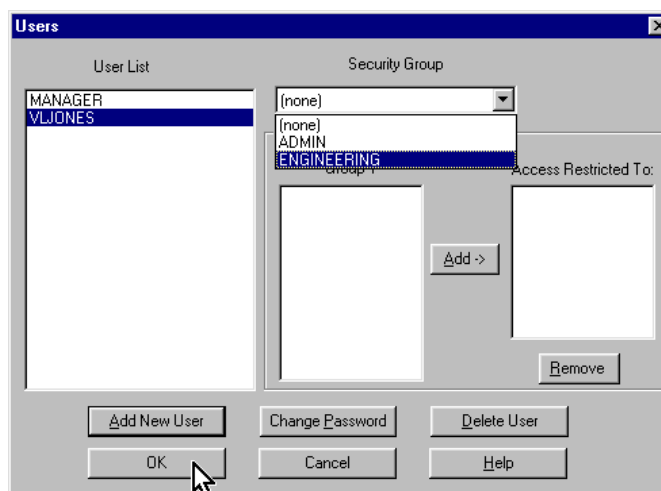 Users
User List
Security Group
MANAGER
VLJONES
(none)
(none)
ADMIN
ENGINEERING
Access Restricted To:
Add ->
Remove
Add New User
Change Password
Delete User
OK
Cancel
Help